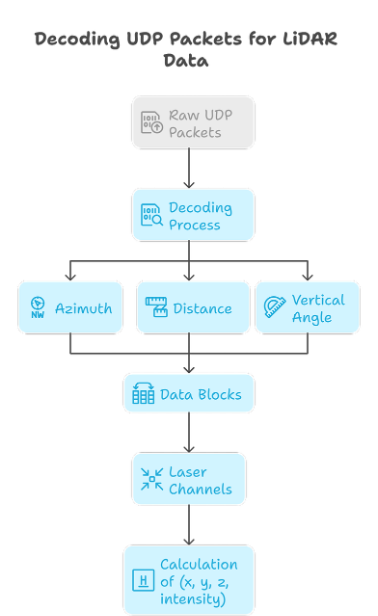 Decoding UDP Packets for LiDAR
Data
Raw UDP
Packets
Decoding
Process
NW
Azimuth
Distance
Vertical
Angle
Data Blocks
Laser
Channels
H
Calculation
of (x, y, z,
intensity)